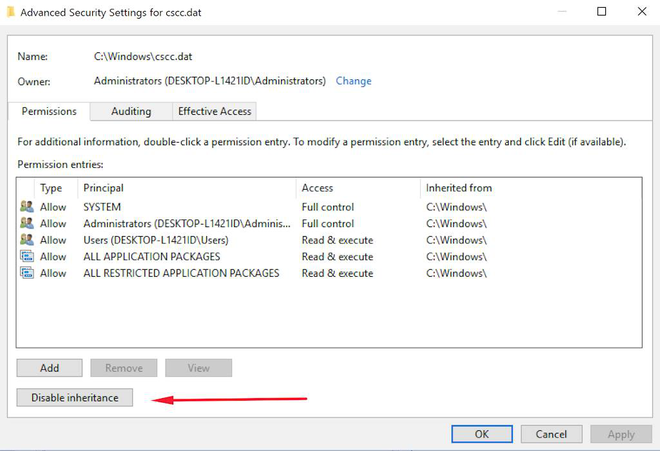 Advanced Security Settings for cscc.dat
Name: C:\Windows\cscc.dat
Owner: Administrators (DESKTOP-L1421ID\Administrators) Change
Permissions Auditing Effective Access
For additional information, double-click a permission entry. To modify a permission entry, select the entry and click Edit (if available).
Permission entries:
Type Principal Access Inherited from
Allow SYSTEM Full control C:\Windows\
Allow Administrators (DESKTOP-L1421ID\Adminis... Full control C:\Windows\
Allow Users (DESKTOP-L1421ID\Users) Read & execute C:\Windows\
Allow ALL APPLICATION PACKAGES Read & execute C:\Windows\
Allow ALL RESTRICTED APPLICATION PACKAGES Read & execute C:\Windows\
Add Remove View
Disable inheritance
OK Cancel Apply